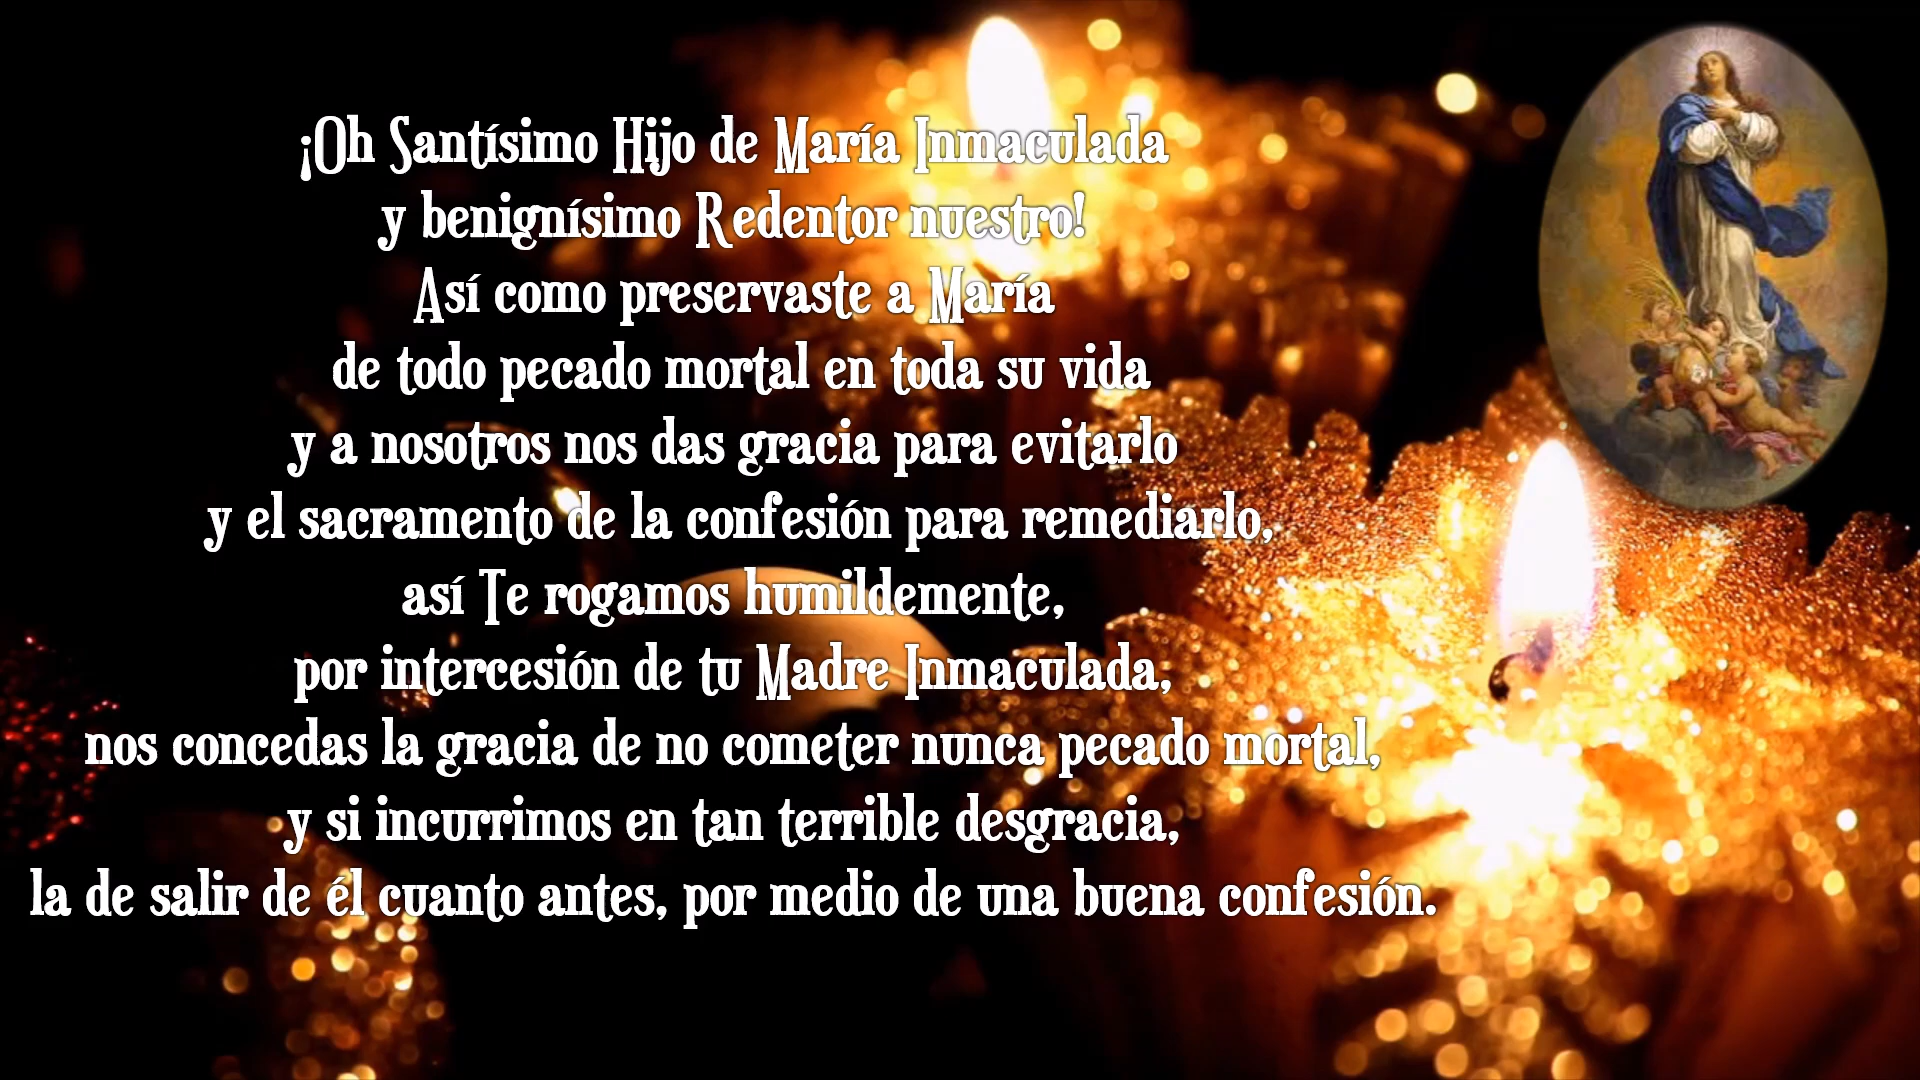 ¡Oh Santísimo Hijo de María Inmaculada
y benignísimo Redentor nuestro!
Así como preservaste a María
de todo pecado mortal en toda su vida
y a nosotros nos das gracia para evitarlo
y el sacramento de la confesión para remediarlo,
así Te rogamos humildemente,
por intercesión de tu Madre Inmaculada,
nos concedas la gracia de no cometer nunca pecado mortal,
y si incurrimos en tan terrible desgracia,
la de salir de él cuanto antes, por medio de una buena confesión.